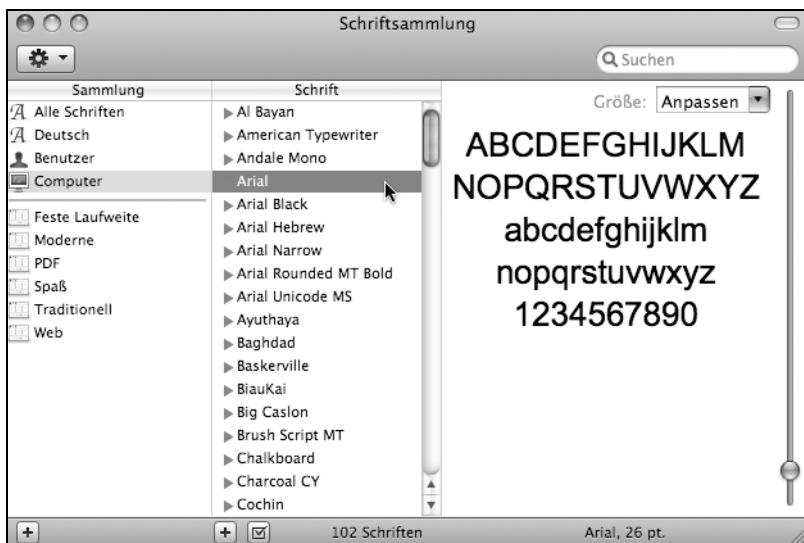 Schriftsammlung
Suchen
Sammlung
Alle Schriften
Deutsch
Benutzer
Computer
Feste Laufweite
Moderne
PDF
Spaß
Traditionell
Web
Schrift
Al Bayan
American Typewriter
Andale Mono
Arial
Arial Black
Arial Hebrew
Arial Narrow
Arial Rounded MT Bold
Arial Unicode MS
Ayuthaya
Baghdad
Baskerville
BiauKai
Big Caslon
Brush Script MT
Chalkboard
Charcoal CY
Cochin
Größe: Anpassen
ABCDEFGHIJKLM
NOPQRSTUVWXYZ
abcdefghijklm
nopqrstuvwxyz
1234567890
102 Schriften
Arial, 26 pt.